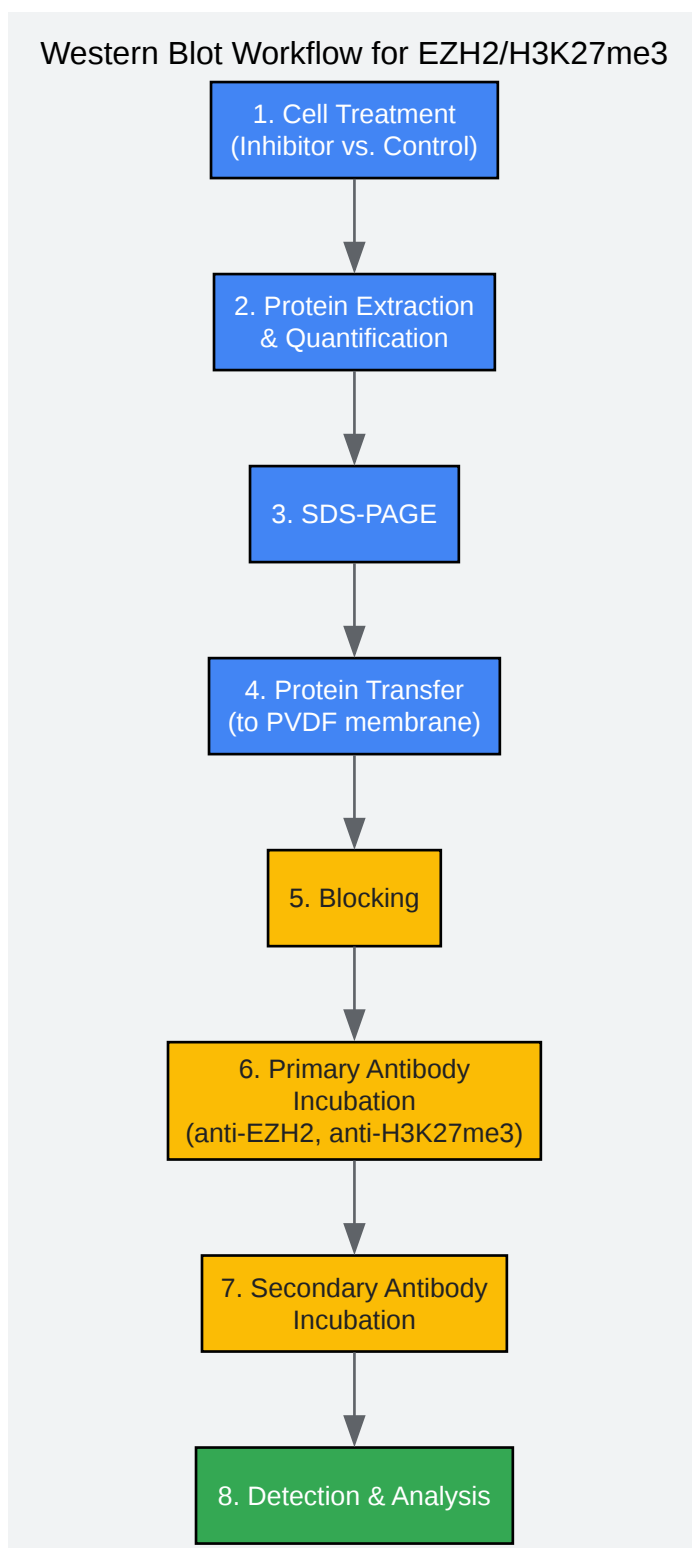 Western Blot Workflow for EZH2/H3K27me3
1. Cell Treatment
(Inhibitor vs. Control)
2. Protein Extraction
& Quantification
3. SDS-PAGE
4. Protein Transfer
(to PVDF membrane)
5. Blocking
6. Primary Antibody
Incubation
(anti-EZH2, anti-H3K27me3)
7. Secondary Antibody
Incubation
8. Detection & Analysis